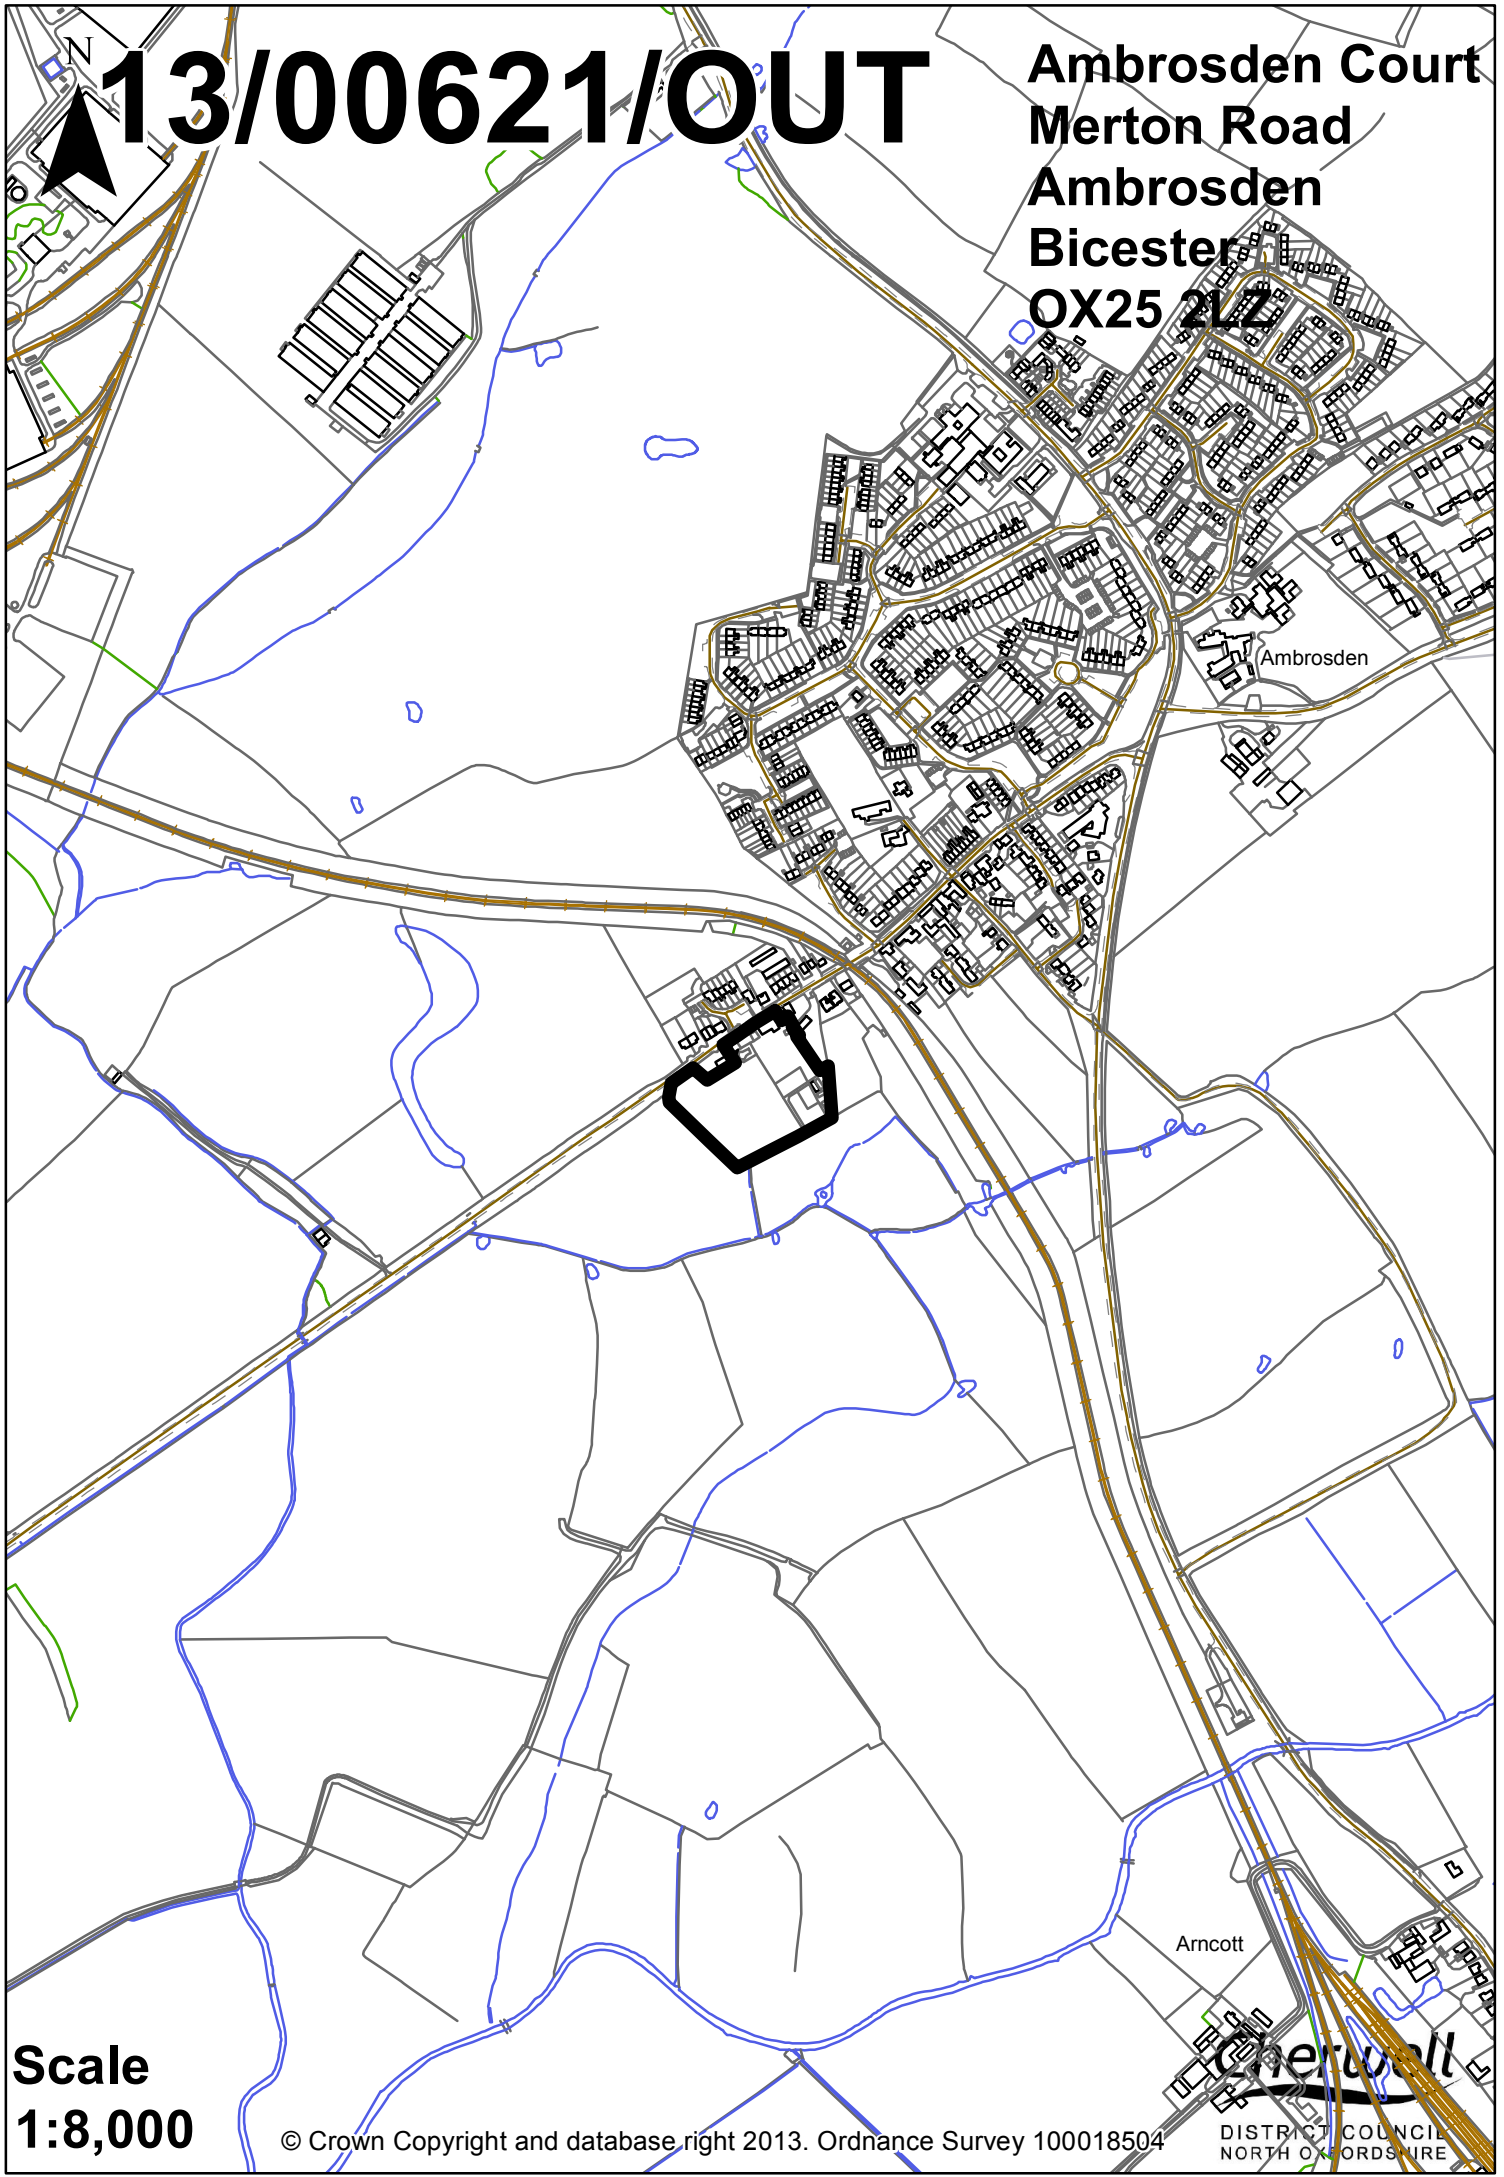 N
13/00621/OUT
Ambrosden Court
Merton Road
Ambrosden
Bicester
OX25 2LZ
Ambrosden
Arncott
Scale
1:8,000
© Crown Copyright and database right 2013. Ordnance Survey 100018504
Cherwell
DISTRICT COUNCIL
NORTH OXFORDSHIRE